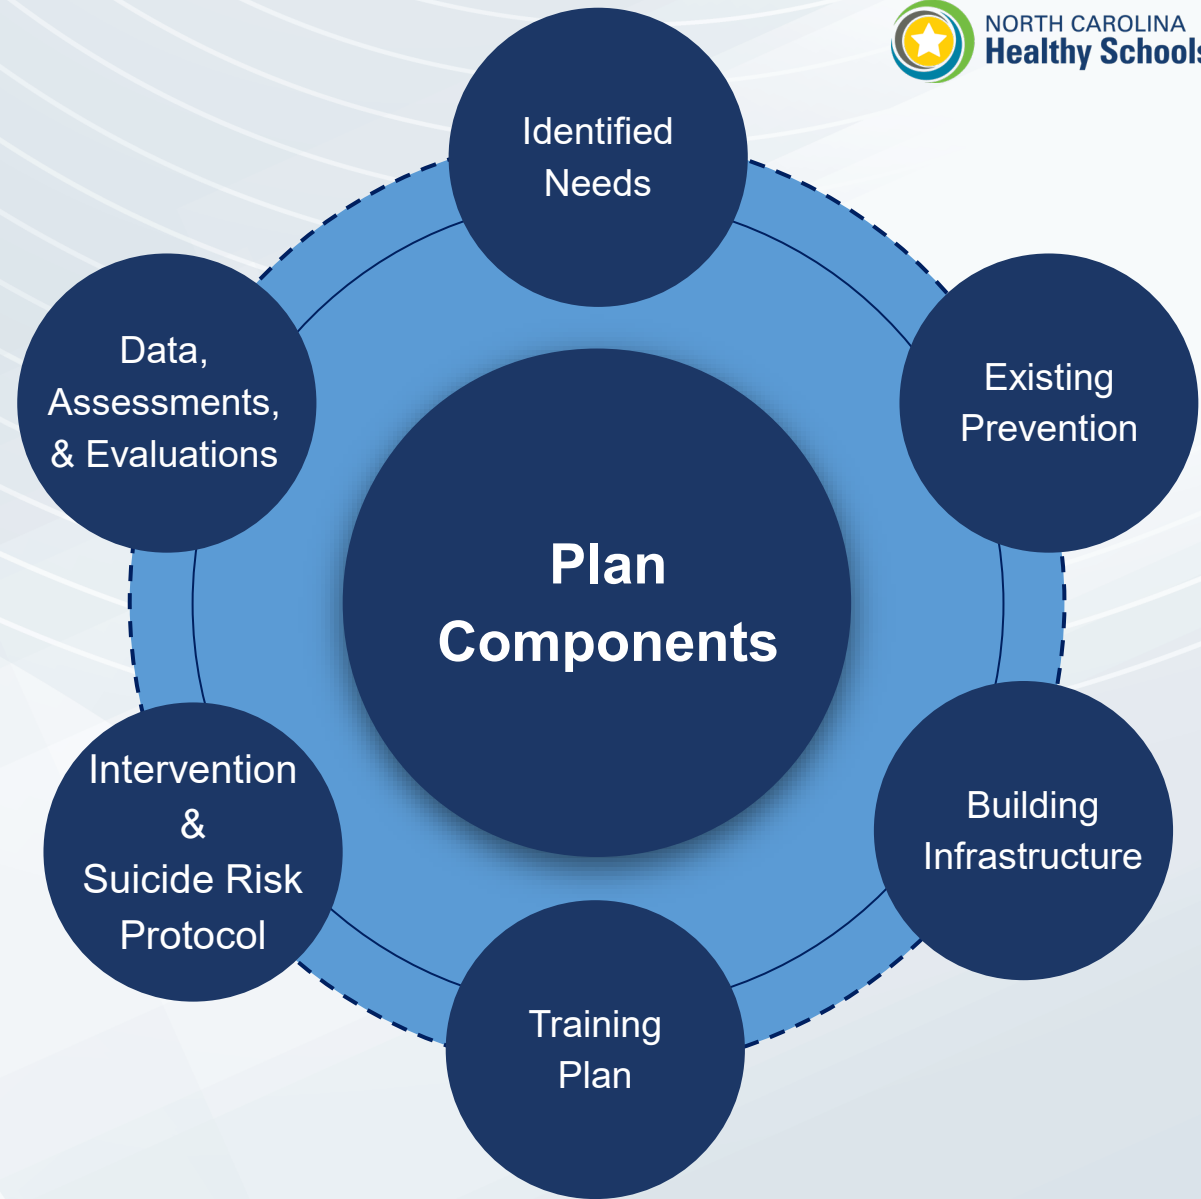 NORTH CAROLINA
Healthy Schools
Identified
Needs
Existing
Prevention
Building
Infrastructure
Training
Plan
Intervention
&
Suicide Risk
Protocol
Data,
Assessments,
& Evaluations
Plan
Components